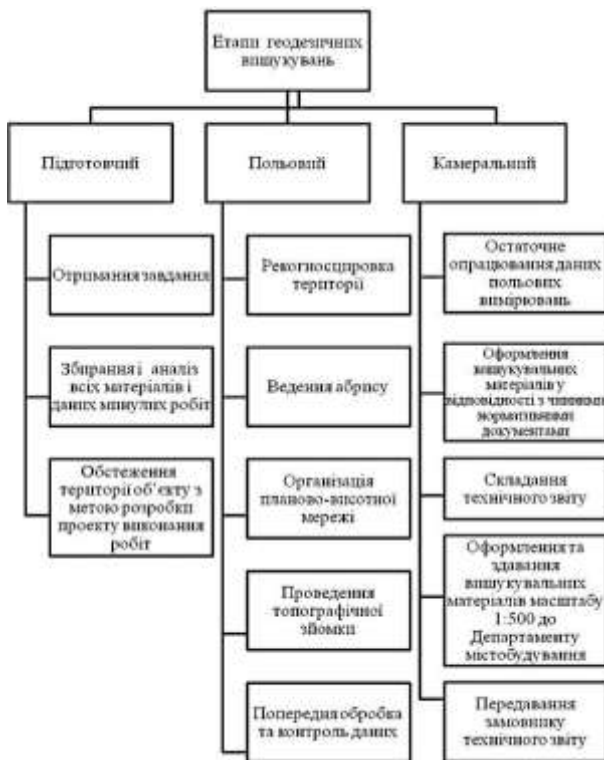 Етапи геодезичних
вишукувань
Підготовчий
Польовий
Камеральний
Отримання завдання
Збирання і аналіз
всіх матеріалів і
даних минулих робіт
Обстеження
території об'єкту з
метою розробки
проекту виконання
робіт
Рекогносцировка
території
Ведення абрису
Організація
планово-висотної
мережі
Проведення
топографічної
зйомки
Попередня обробка
та контроль даних
Остаточне
опрацювання даних
польових
вимірювань
Оформлення
вишукувальних
матеріалів у
відповідності з чинними
нормативними
документами
Складання
технічного звіту
Оформлення та
здавання
вишукувальних
матеріалів масштабу
1:500 до
Департаменту
містобудування
Передавання
замовнику
технічного звіту